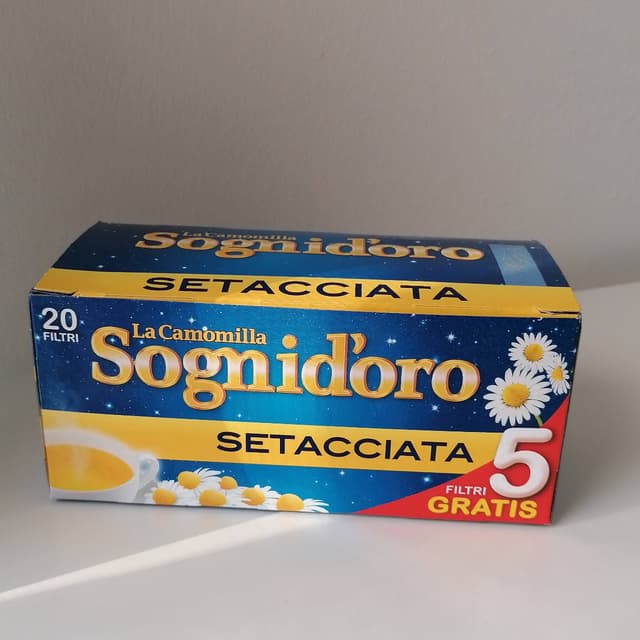 La Camomilla
Sognid'oro
SETACCIATA
20
FILTRI
La Camomilla
Sognid'oro
SETACCIATA
5
FILTRI
GRATIS